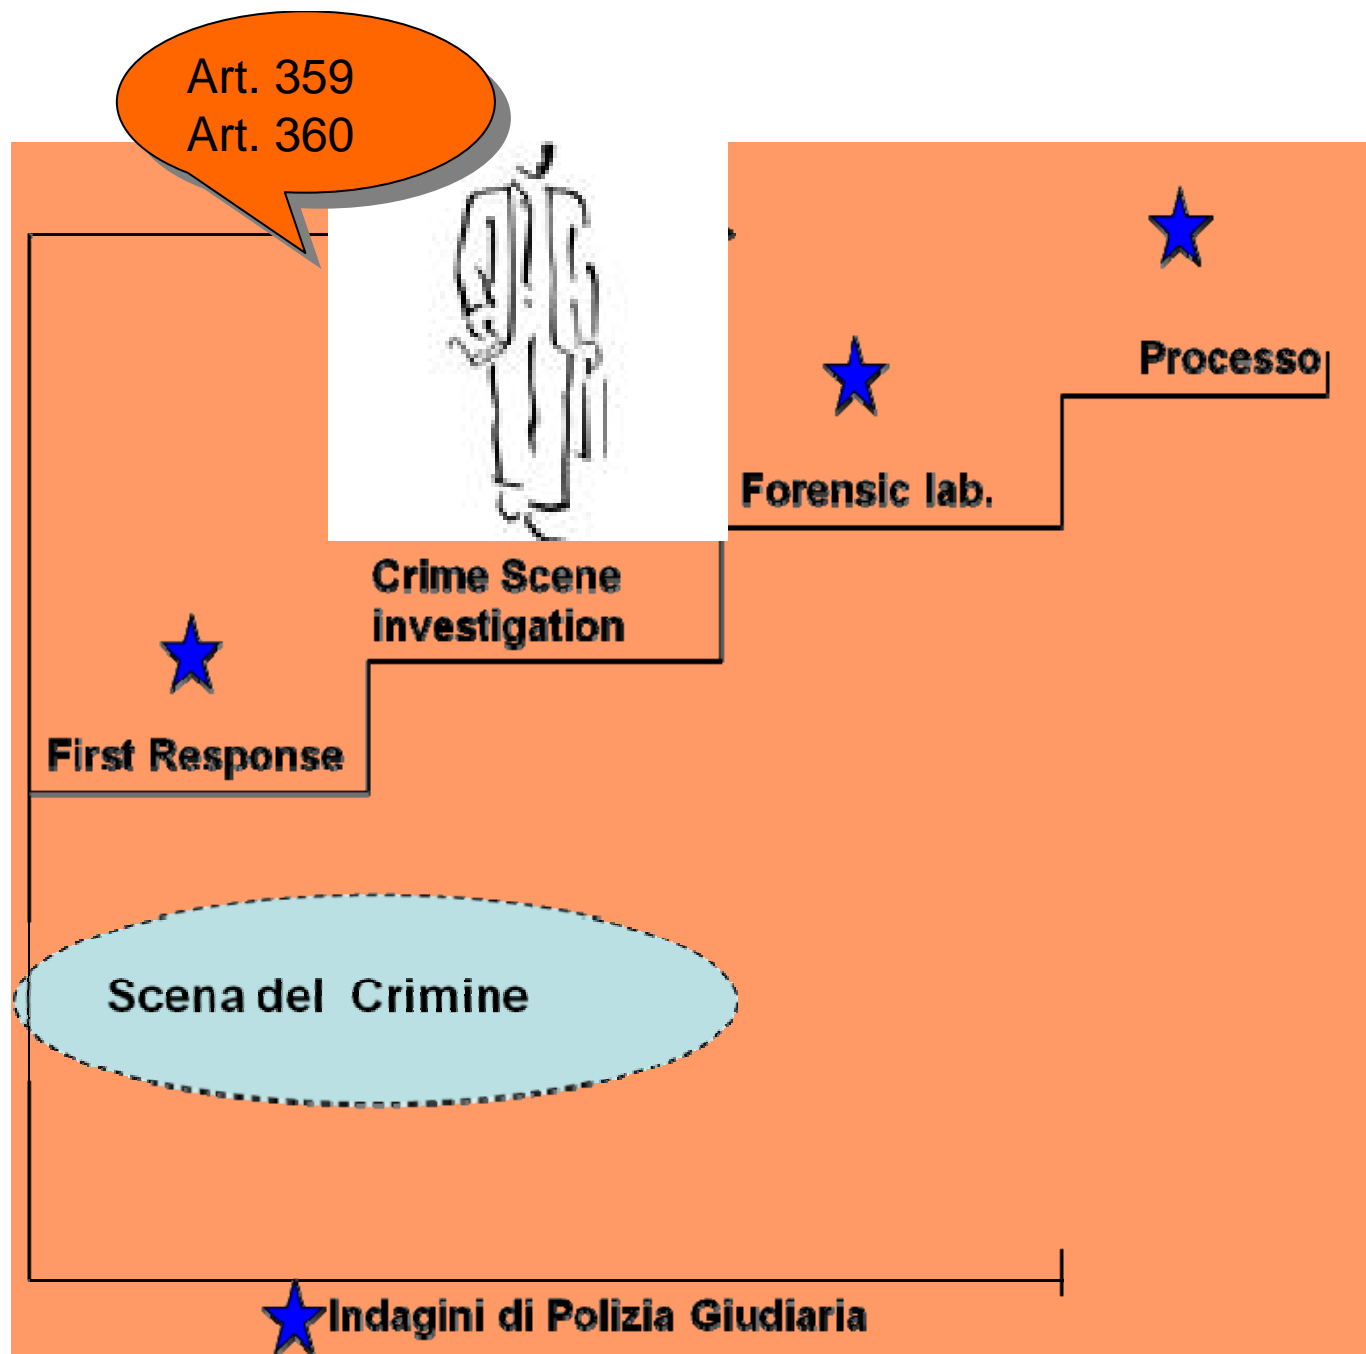 Art. 359
Art. 360
Processo
Forensic lab.
Crime Scene
investigation
First Response
Scena del Crimine
Indagini di Polizia Giudiaria